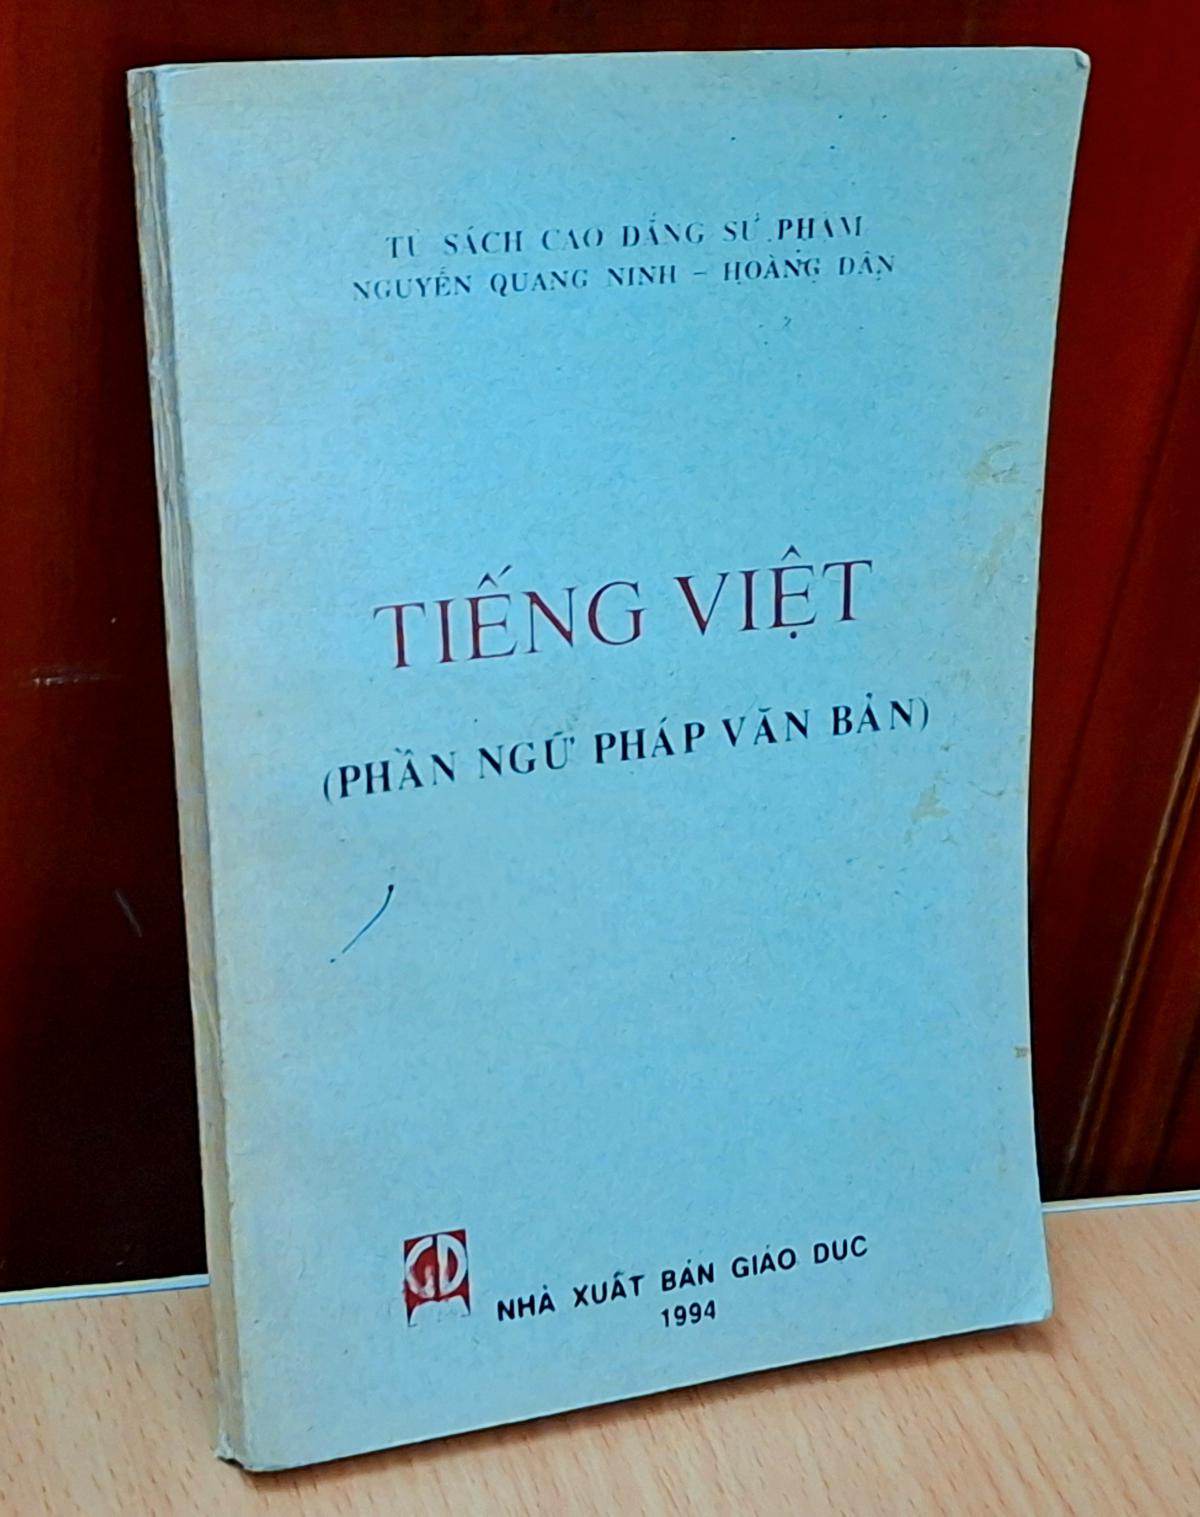 TỦ SÁCH CAO ĐẲNG SƯ PHẠM
NGUYỄN QUANG NINH - HOÀNG DÂN
TIẾNG VIỆT
(PHẦN NGỮ PHÁP VĂN BẢN)
GD
NHÀ XUẤT BẢN GIÁO DỤC
1994